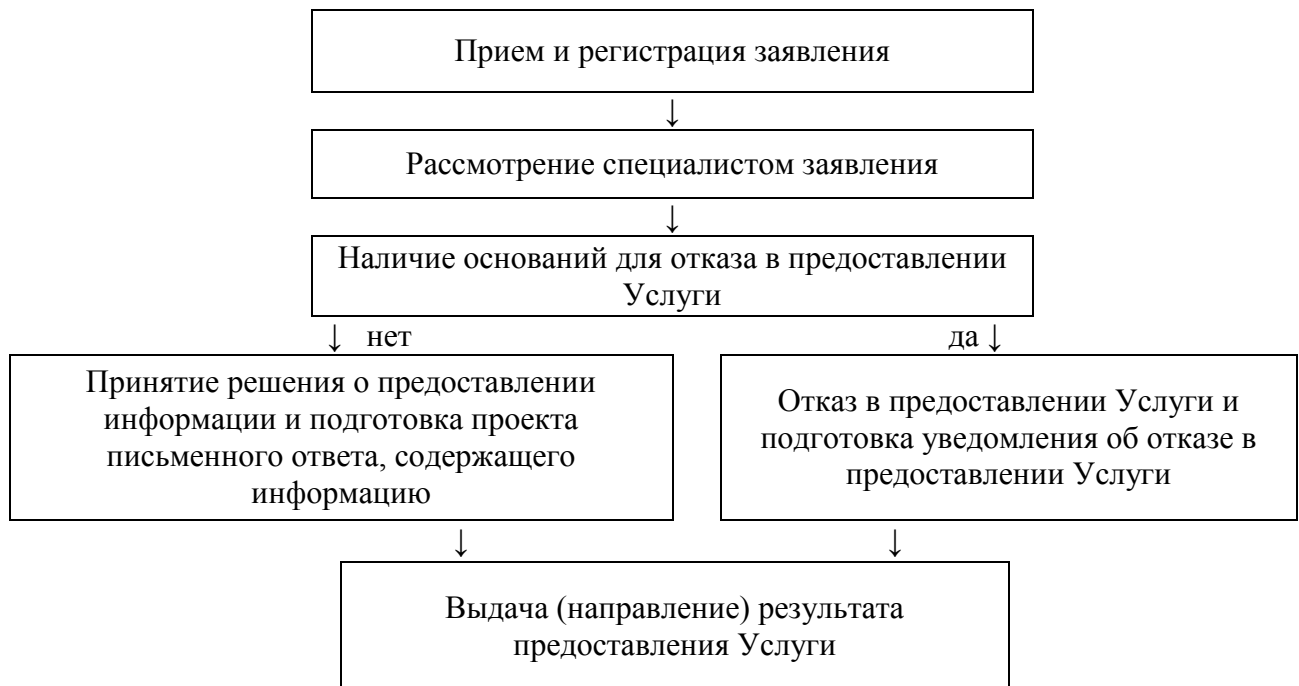 Прием и регистрация заявления
↓
Рассмотрение специалистом заявления
↓
Наличие оснований для отказа в предоставлении
Услуги
↓ нет
да ↓
Принятие решения о предоставлении
информации и подготовка проекта
письменного ответа, содержащего
информацию
Отказ в предоставлении Услуги и
подготовка уведомления об отказе в
предоставлении Услуги
↓ ↓
Выдача (направление) результата
предоставления Услуги